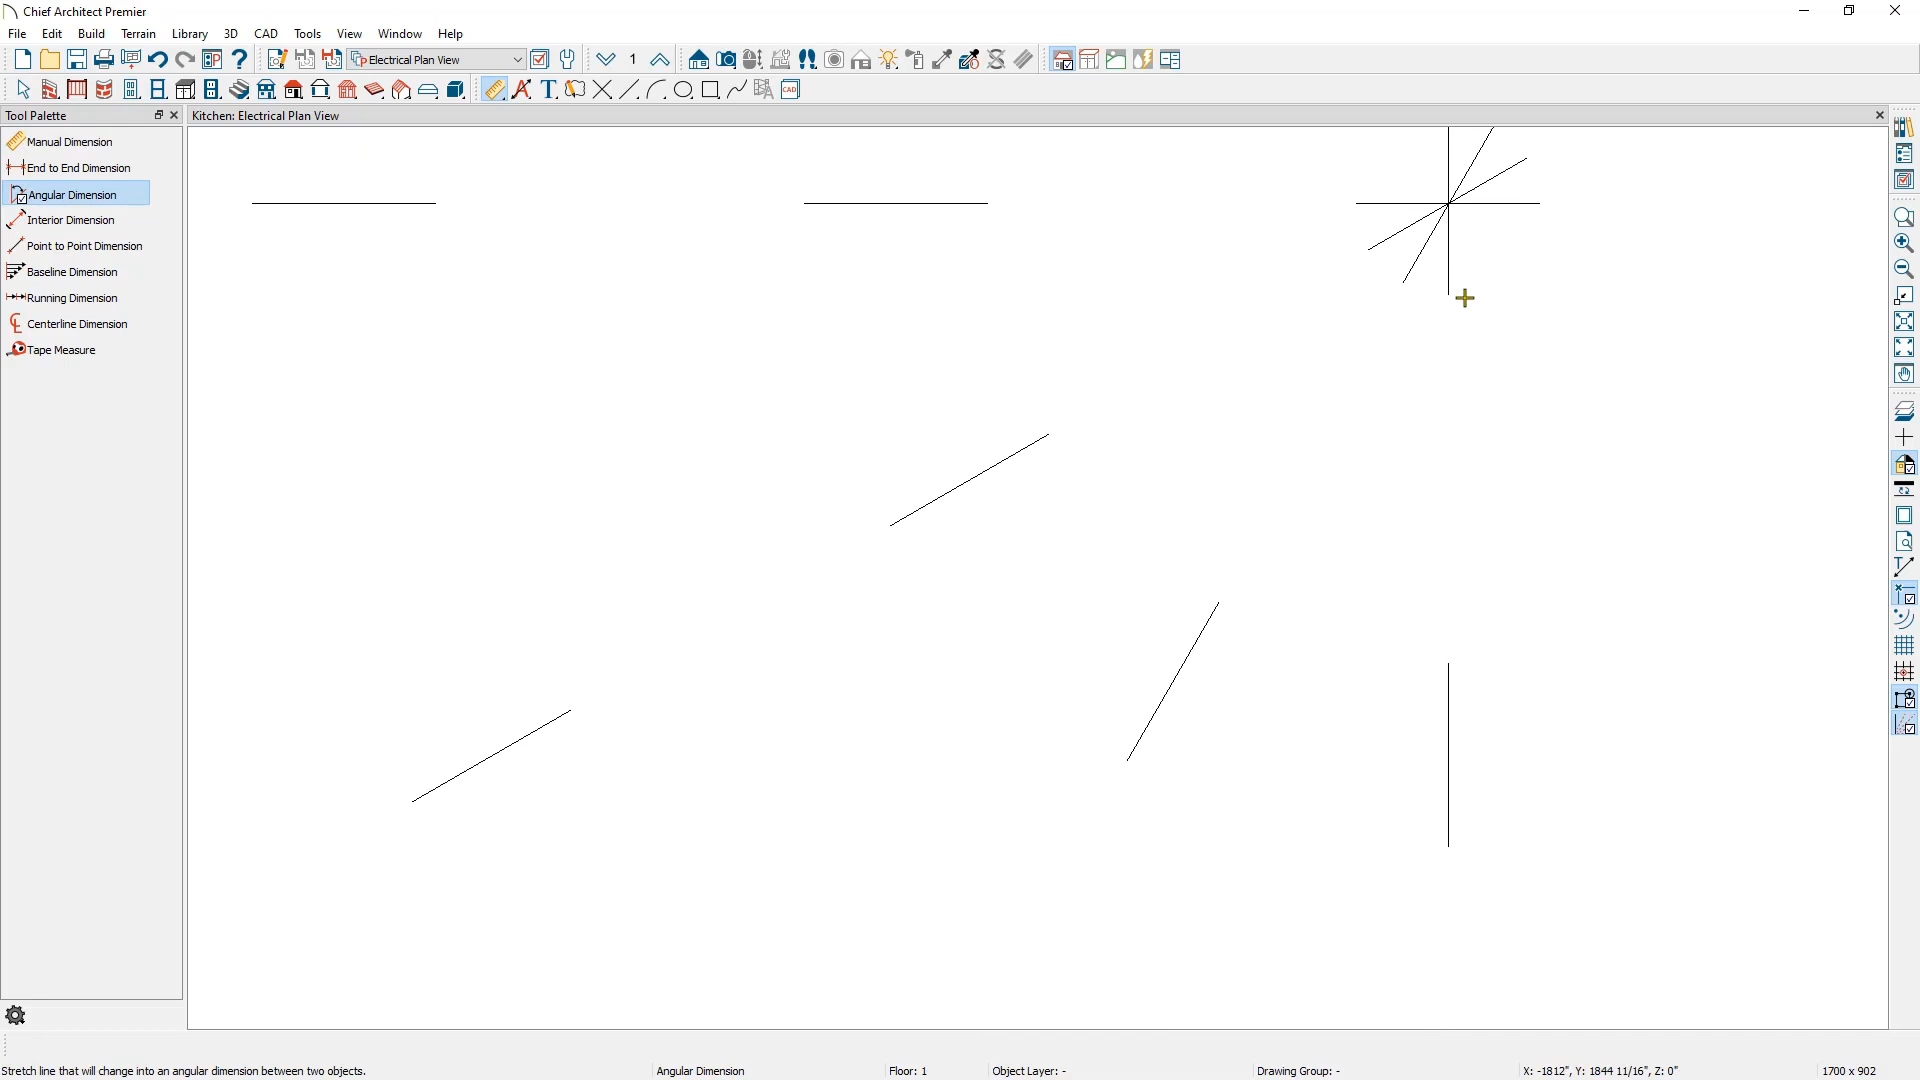 Chief Architect Premier
File Edit Build Terrain Library 3D CAD Tools View Window Help
Electrical Plan View 1
T CAD
Tool Palette
Kitchen: Electrical Plan View
Manual Dimension
End to End Dimension
Angular Dimension
Interior Dimension
Point to Point Dimension
Baseline Dimension
Running Dimension
Centerline Dimension
Tape Measure
Stretch line that will change into an angular dimension between two objects. Angular Dimension Floor: 1 Object Layer: - Drawing Group: - X: -1812", Y: 1844 11/16", Z: 0" 1700 x 902